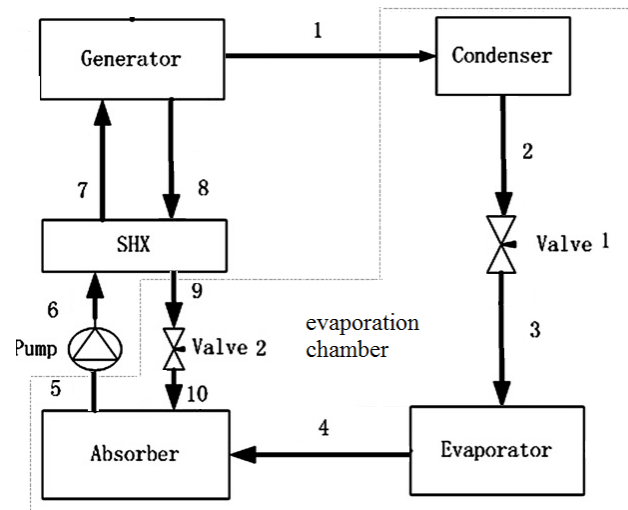 1
Generator
Condenser
2
7
8
SHX
Valve 1
9
6
evaporation
chamber
3
Pump
Valve 2
5
10
4
Absorber
Evaporator